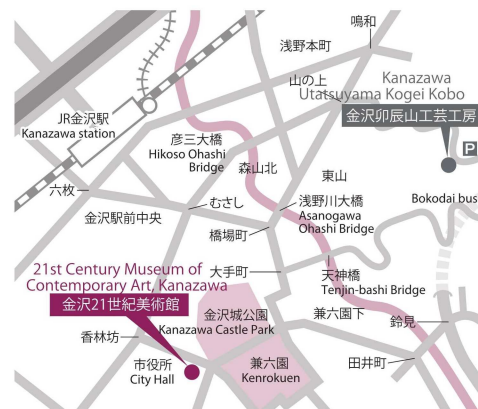 鳴和
浅野本町
山の上
Kanazawa
Utatsuyama Kogei Kobo
金沢卯辰山工芸工房
P
JR金沢駅
Kanazawa station
彦三大橋
Hikoso Ohashi
Bridge
森山北
東山
六枚
むさし
金沢駅前中央
浅野川大橋
Asanogawa
Ohashi Bridge
Bokodai bus
橋場町
21st Century Museum of
Contemporary Art, Kanazawa
金沢21世紀美術館
大手町
天神橋
Tenjin-bashi Bridge
金沢城公園
Kanazawa Castle Park
兼六園下
鈴見
香林坊
市役所
City Hall
兼六園
Kenrokuen
田井町